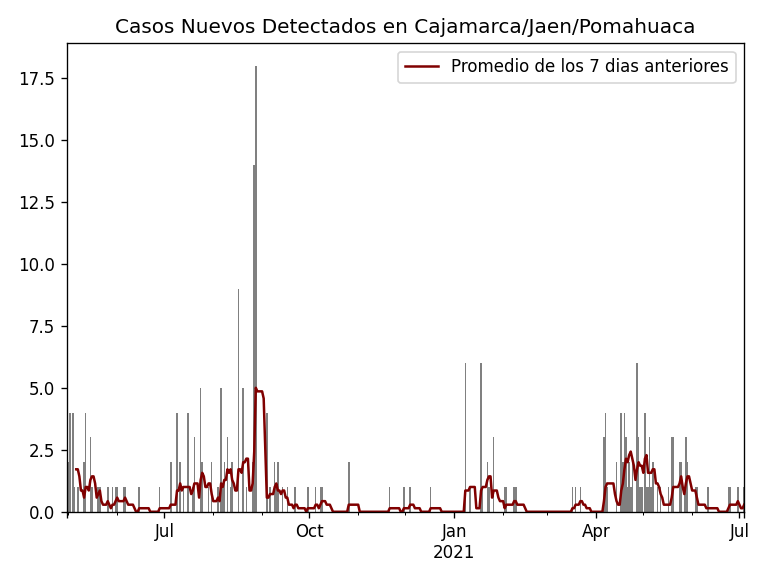 Casos Nuevos Detectados en Cajamarca/Jaen/Pomahuaca
Promedio de los 7 dias anteriores
17.5
15.0
12.5
10.0
7.5
5.0
2.5
0.0
Jul
Oct
Jan
Apr
Jul
2021